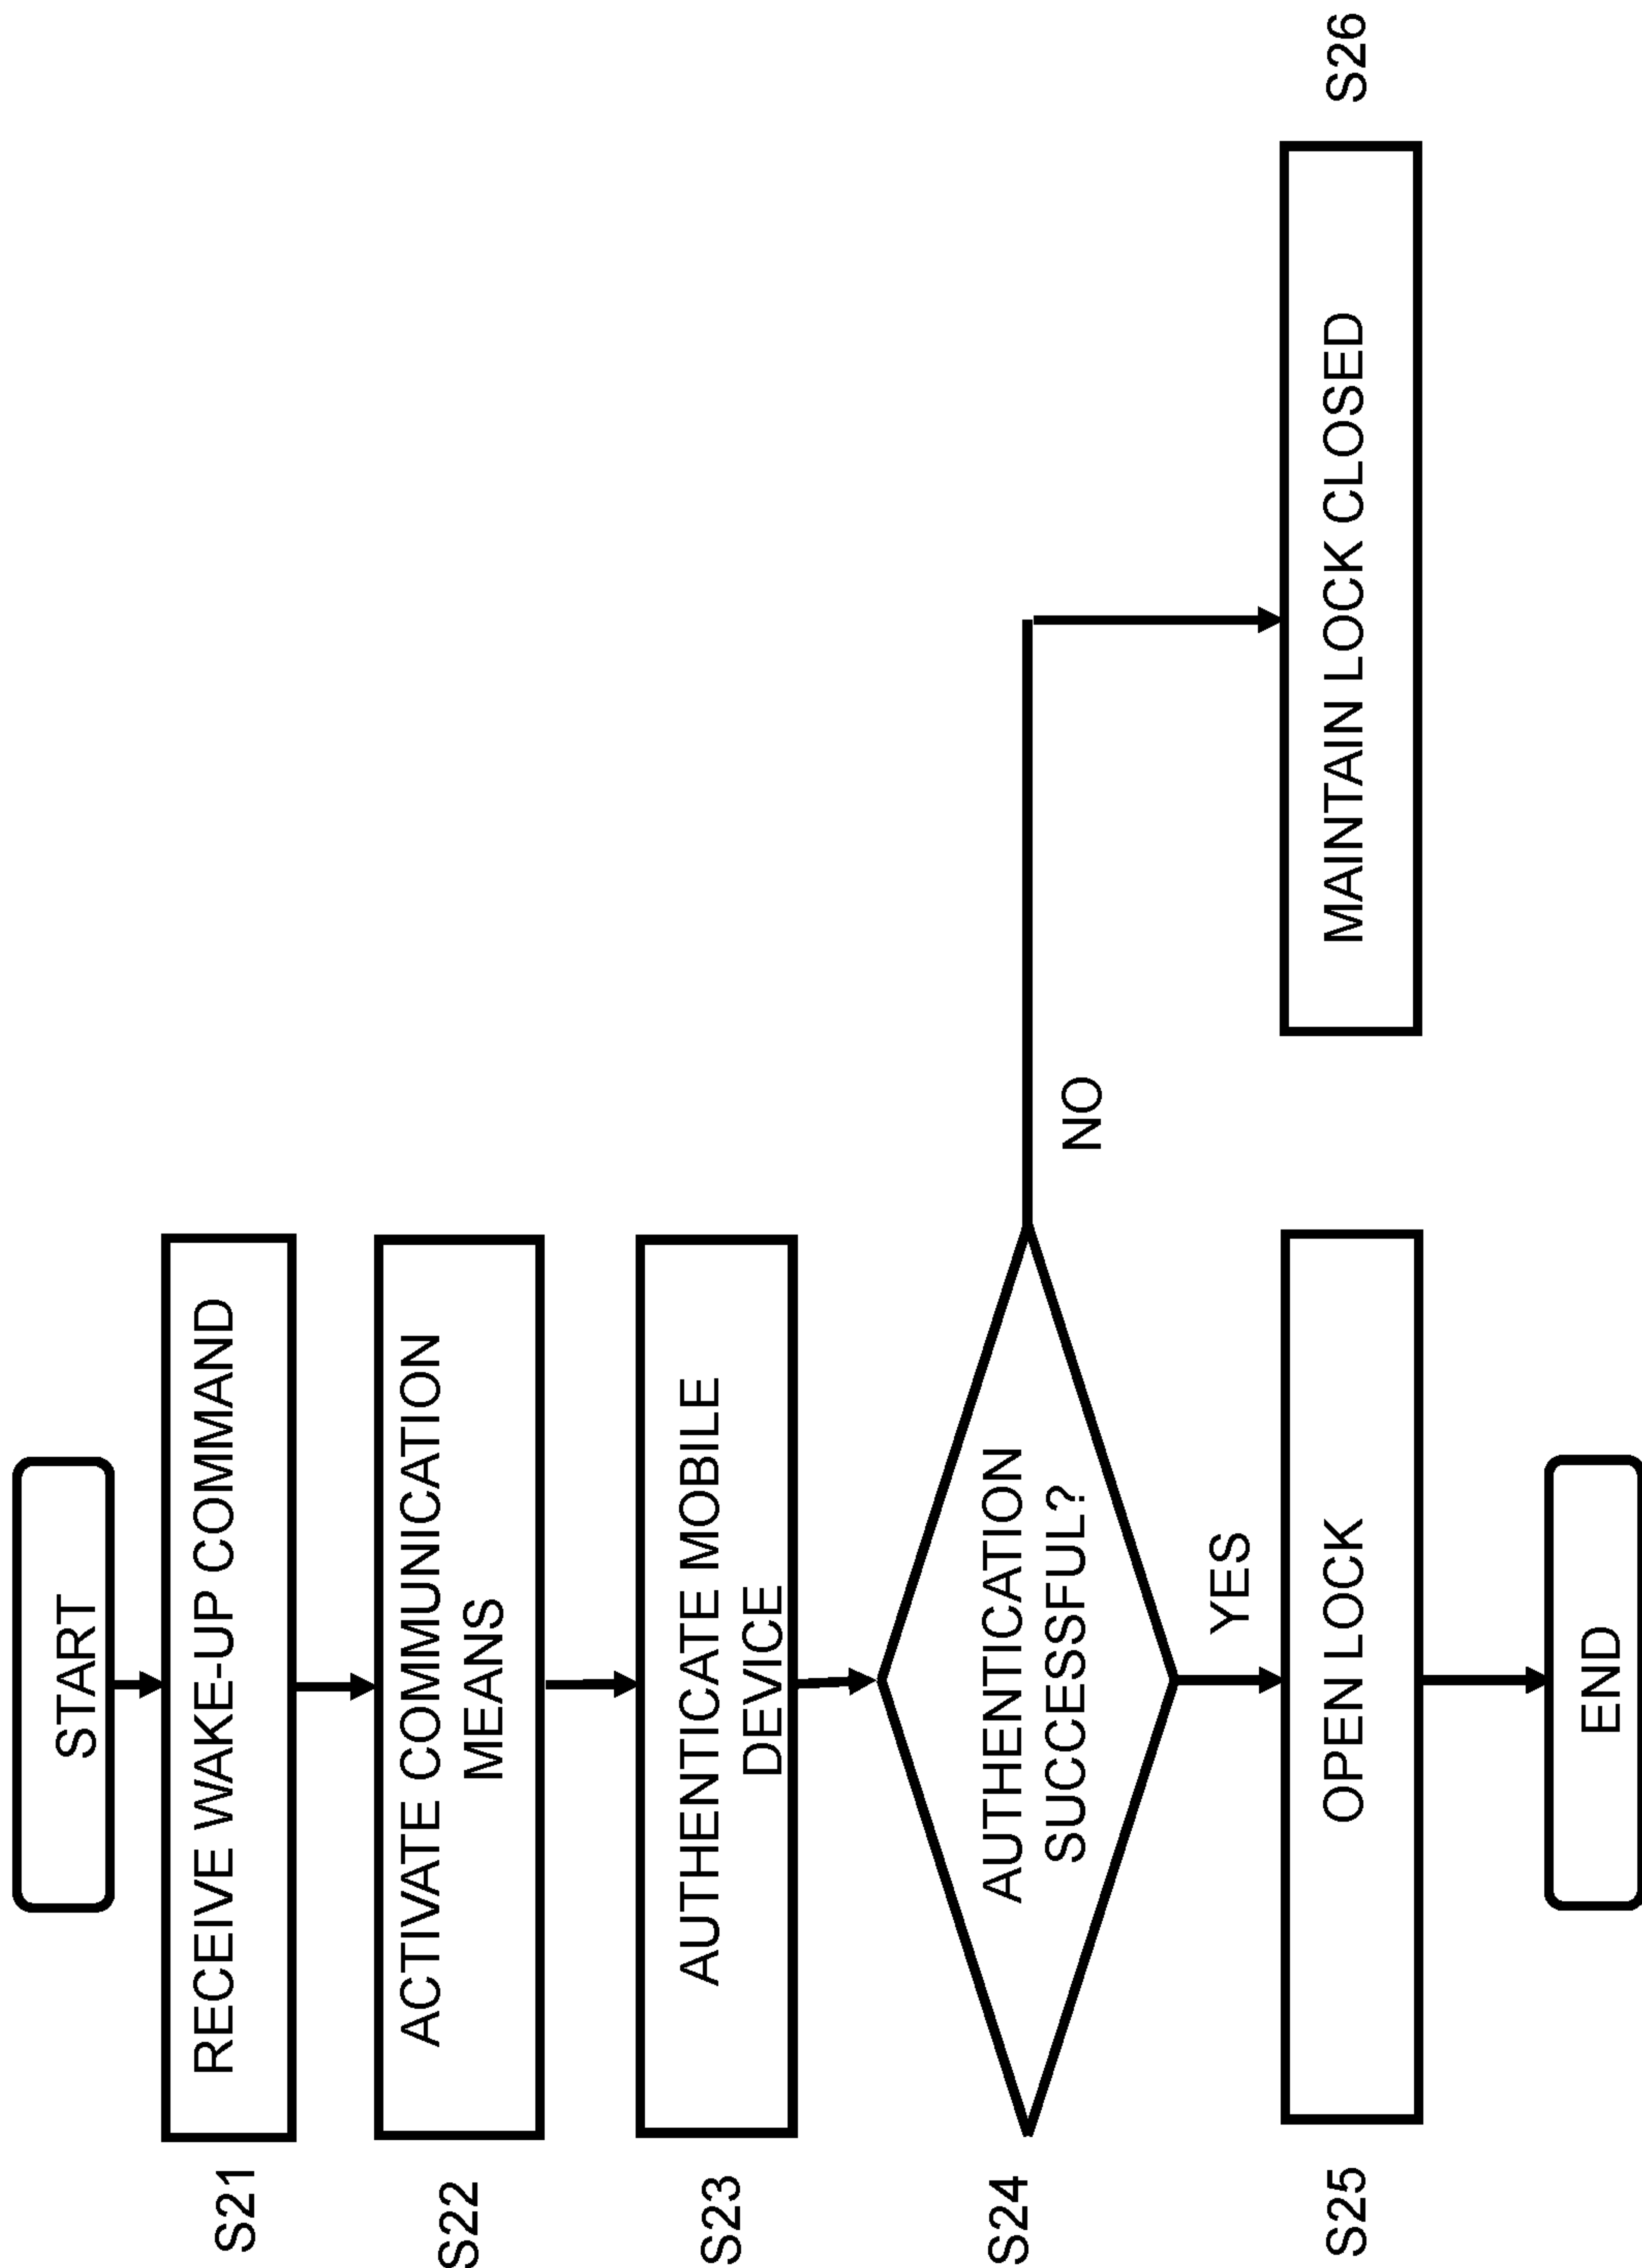 START
S21
RECEIVE WAKE-UP COMMAND
S22
ACTIVATE COMMUNICATION
MEANS
S23
AUTHENTICATE MOBILE
DEVICE
S24
AUTHENTICATION
SUCCESSFUL?
NO
YES
S25
OPEN LOCK
MAINTAIN LOCK CLOSED
S26
END